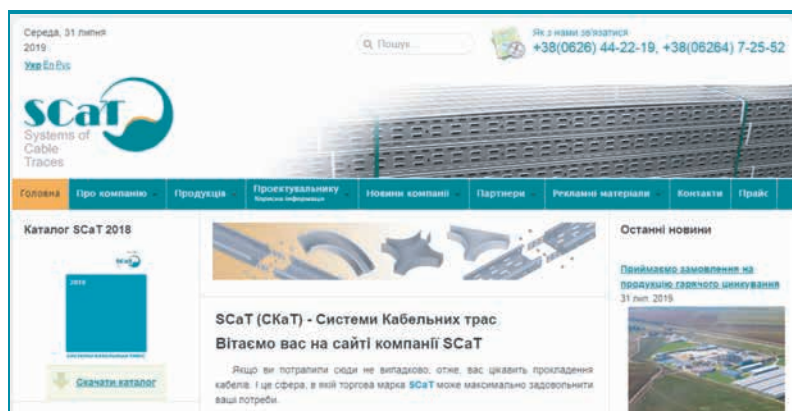 Середа, 31 липня
2019
Укр En Рус
Пошук...
Як з нами зв'язатися
+38(0626) 44-22-19, +38(06264) 7-25-52
SCaT
Systems of
Cable
Traces
Головна Про компанію Продукція Проектувальнику Новини компанії Партнери Рекламні матеріали Контакти Прайс
Корисна інформація
Каталог SCaT 2018
SCaT
2018
Скачати каталог
SCaT (СКаТ) - Системи Кабельних трас
Вітаємо вас на сайті компанії SCaT
Якщо ви потрапили сюди не випадково, отже, вас цікавить прокладення
кабелів. І це сфера, в якій торгова марка SCaT може максимально задовольнити
ваші потреби.
Останні новини
Приймаємо замовлення на
продукцію гарячого цинкування
31 лип. 2019